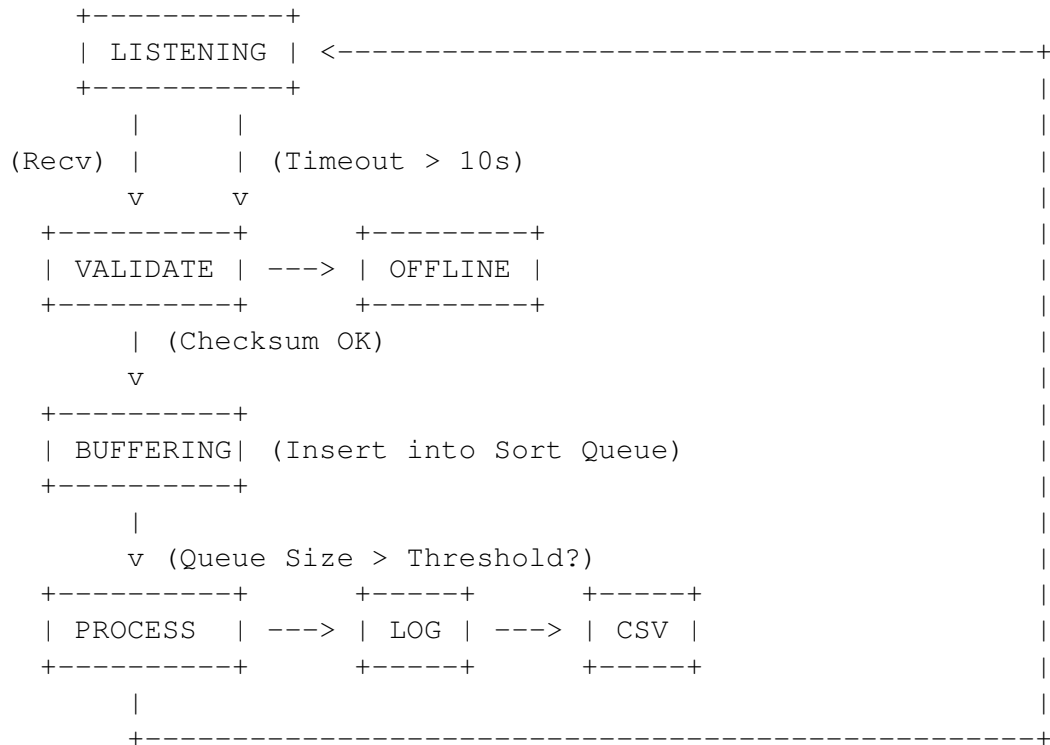 LISTENING
(Recv) (Timeout > 10s)
VALIDATE OFFLINE
(Checksum OK)
BUFFERING (Insert into Sort Queue)
(Queue Size > Threshold?)
PROCESS LOG CSV